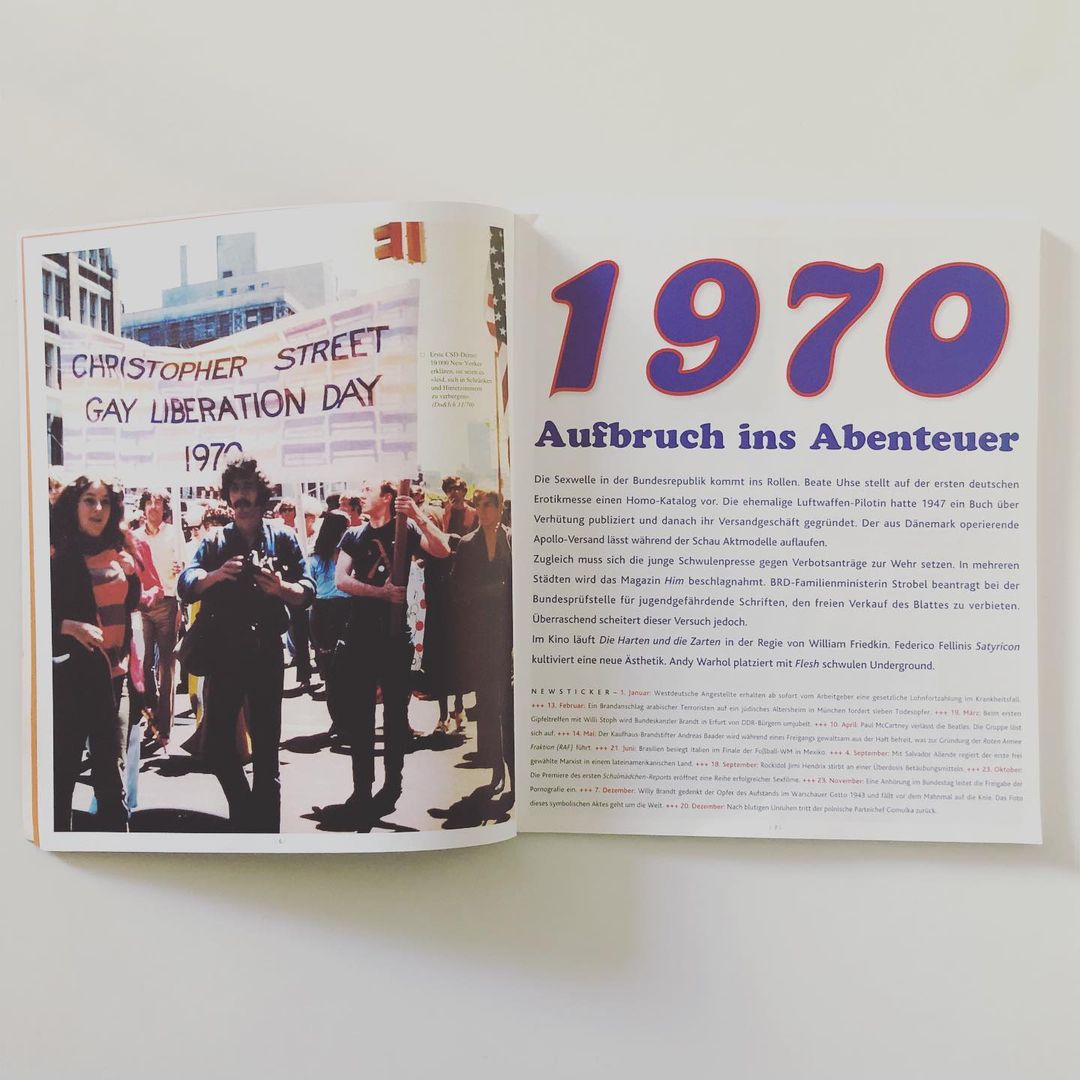 CHRISTOPHER STREET
GAY LIBERATION DAY
1970
Erste CSD-Demo:
10 000 New Yorker
erklären, sie seien es
»leid, sich in Schränken
und Hinterzimmern
zu verbergen«
(Du&Ich 11/70)
1970
Aufbruch ins Abenteuer
Die Sexwelle in der Bundesrepublik kommt ins Rollen. Beate Uhse stellt auf der ersten deutschen
Erotikmesse einen Homo-Katalog vor. Die ehemalige Luftwaffen-Pilotin hatte 1947 ein Buch über
Verhütung publiziert und danach ihr Versandgeschäft gegründet. Der aus Dänemark operierende
Apollo-Versand lässt während der Schau Aktmodelle auflaufen.
Zugleich muss sich die junge Schwulenpresse gegen Verbotsanträge zur Wehr setzen. In mehreren
Städten wird das Magazin Him beschlagnahmt. BRD-Familienministerin Strobel beantragt bei der
Bundesprüfstelle für jugendgefährdende Schriften, den freien Verkauf des Blattes zu verbieten.
Überraschend scheitert dieser Versuch jedoch.
Im Kino läuft Die Harten und die Zarten in der Regie von William Friedkin. Federico Fellinis Satyricon
kultiviert eine neue Ästhetik. Andy Warhol platziert mit Flesh schwulen Underground.
NEWSTICKER – 1. Januar: Westdeutsche Angestellte erhalten ab sofort vom Arbeitgeber eine gesetzliche Lohnfortzahlung im Krankheitsfall.
+++ 13. Februar: Ein Brandanschlag arabischer Terroristen auf ein jüdisches Altersheim in München fordert sieben Todesopfer. +++ 19. März: Beim ersten
Gipfeltreffen mit Willi Stoph wird Bundeskanzler Brandt in Erfurt von DDR-Bürgern umjubelt. +++ 10. April: Paul McCartney verlässt die Beatles. Die Gruppe löst
sich auf. +++ 14. Mai: Der Kaufhaus-Brandstifter Andreas Baader wird während eines Freigangs gewaltsam aus der Haft befreit, was zur Gründung der Roten Armee
Fraktion (RAF) führt. +++ 21. Juni: Brasilien besiegt Italien im Finale der Fußball-WM in Mexiko. +++ 4. September: Mit Salvador Allende regiert der erste frei
gewählte Marxist in einem lateinamerikanischen Land. +++ 18. September: Rockidol Jimi Hendrix stirbt an einer Überdosis Betäubungsmitteln. +++ 23. Oktober:
Die Premiere des ersten Schulmädchen-Reports eröffnet eine Reihe erfolgreicher Sexfilme. +++ 23. November: Eine Anhörung im Bundestag leitet die Freigabe der
Pornografie ein. +++ 7. Dezember: Willy Brandt gedenkt der Opfer des Aufstands im Warschauer Getto 1943 und fällt vor dem Mahnmal auf die Knie. Das Foto
dieses symbolischen Aktes geht um die Welt. +++ 20. Dezember: Nach blutigen Unruhen tritt der polnische Parteichef Gomulka zurück.